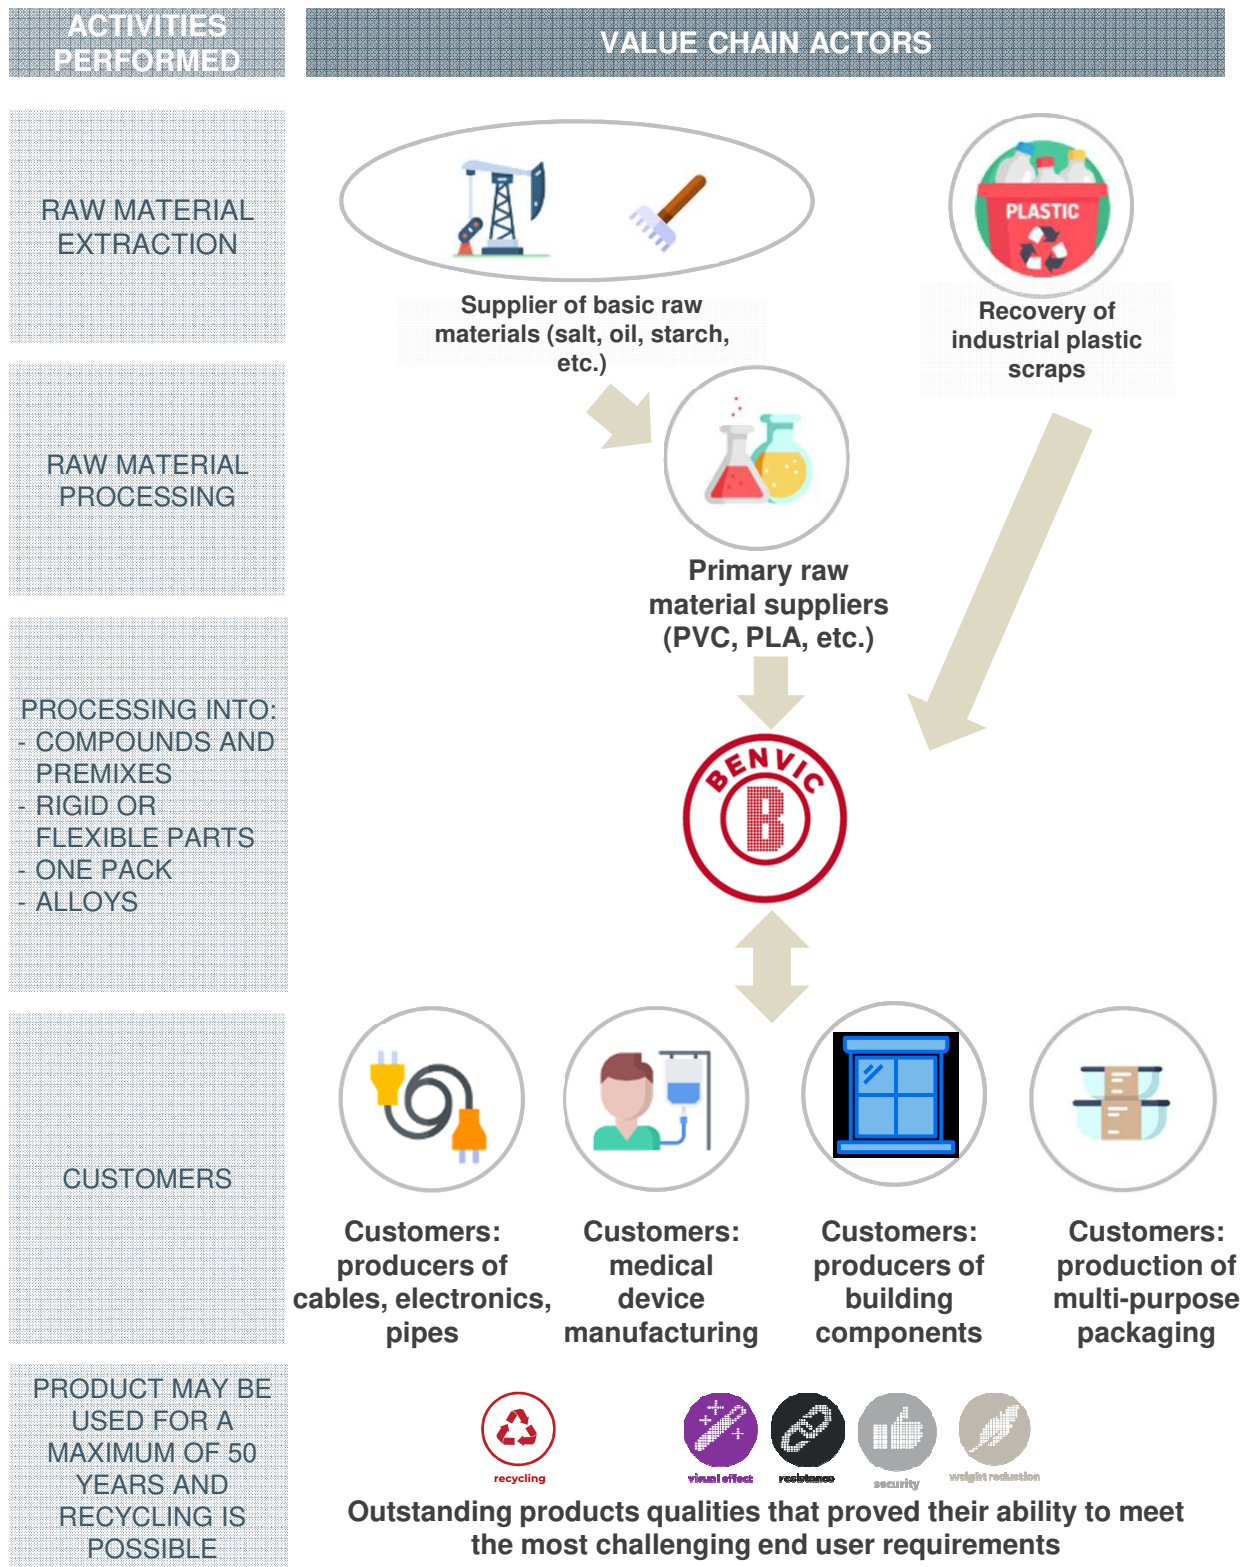 ACTIVITIES
PERFORMED
VALUE CHAIN ACTORS
RAW MATERIAL
EXTRACTION
PLASTIC
Supplier of basic raw
materials (salt, oil, starch,
etc.)
Recovery of
industrial plastic
scraps
RAW MATERIAL
PROCESSING
Primary raw
material suppliers
(PVC, PLA, etc.)
PROCESSING INTO:
- COMPOUNDS AND
PREMIXES
- RIGID OR
FLEXIBLE PARTS
- ONE PACK
- ALLOYS
BENVIC
B
CUSTOMERS
Customers:
producers of
cables, electronics,
pipes
Customers:
medical
device
manufacturing
Customers:
producers of
building
components
Customers:
production of
multi-purpose
packaging
PRODUCT MAY BE
USED FOR A
MAXIMUM OF 50
YEARS AND
RECYCLING IS
POSSIBLE
recycling
visual effect
resistance
security
weight reduction
Outstanding products qualities that proved their ability to meet
the most challenging end user requirements